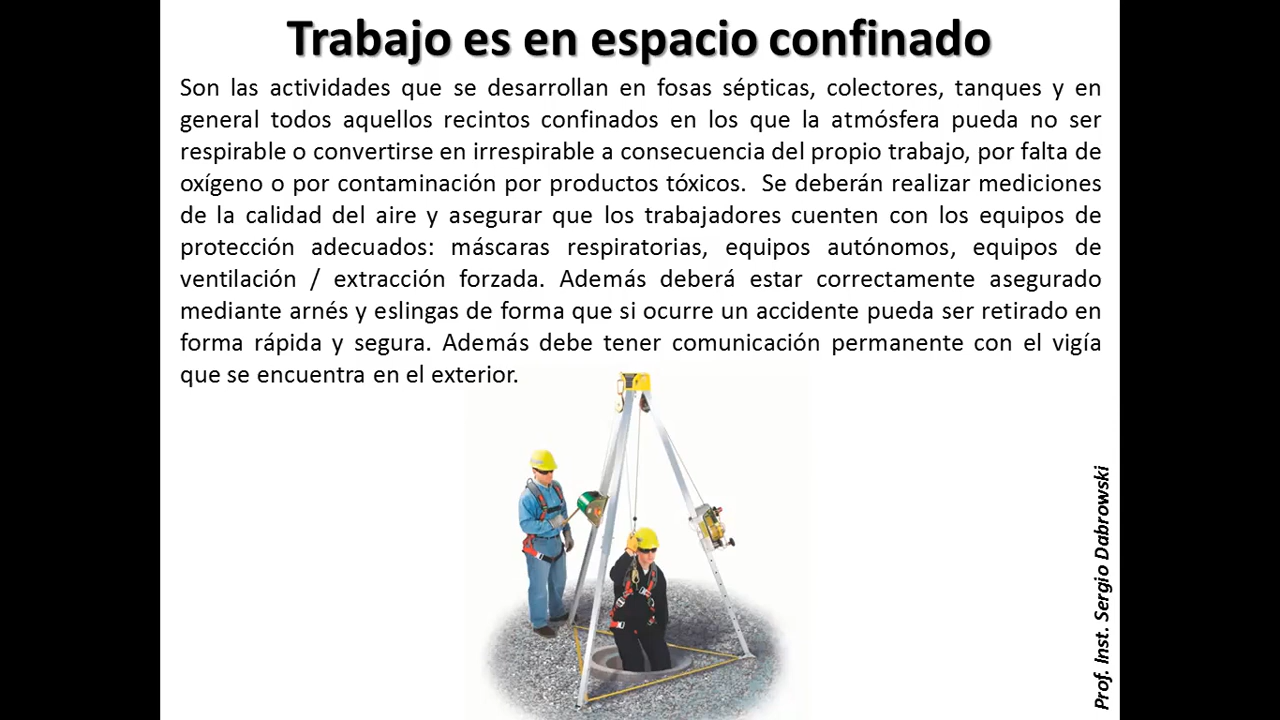 Trabajo es en espacio confinado
Son las actividades que se desarrollan en fosas sépticas, colectores, tanques y en
general todos aquellos recintos confinados en los que la atmósfera pueda no ser
respirable o convertirse en irrespirable a consecuencia del propio trabajo, por falta de
oxígeno o por contaminación por productos tóxicos.  Se deberán realizar mediciones
de la calidad del aire y asegurar que los trabajadores cuenten con los equipos de
protección adecuados: máscaras respiratorias, equipos autónomos, equipos de
ventilación / extracción forzada. Además deberá estar correctamente asegurado
mediante arnés y eslingas de forma que si ocurre un accidente pueda ser retirado en
forma rápida y segura. Además debe tener comunicación permanente con el vigía
que se encuentra en el exterior.
Prof. Inst. Sergio Dabrowski